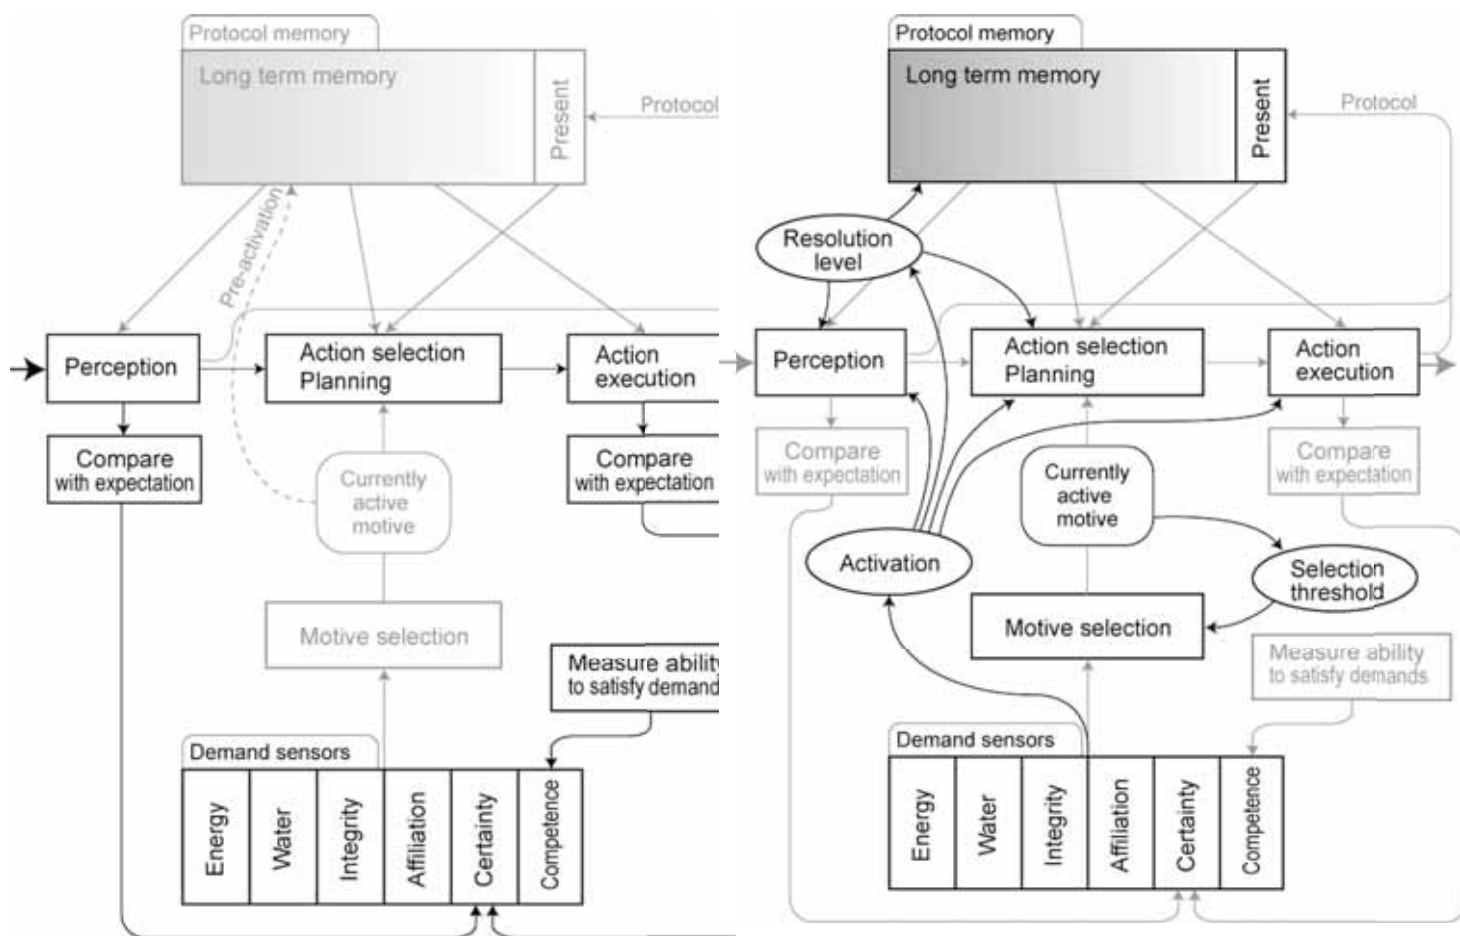 Protocol memory
Long term memory
Present
Protocol
Pre-activation
Perception
Action selection
Planning
Action
execution
Compare
with expectation
Currently
active
motive
Compare
with expectation
Motive selection
Measure ability
to satisfy demand
Demand sensors
Energy
Water
Integrity
Affiliation
Certainty
Competence
Protocol memory
Long term memory
Present
Protocol
Resolution
level
Perception
Action selection
Planning
Action
execution
Compare
with expectation
Currently
active
motive
Compare
with expectation
Activation
Selection
threshold
Motive selection
Measure ability
to satisfy demands
Demand sensors
Energy
Water
Integrity
Affiliation
Certainty
Competence